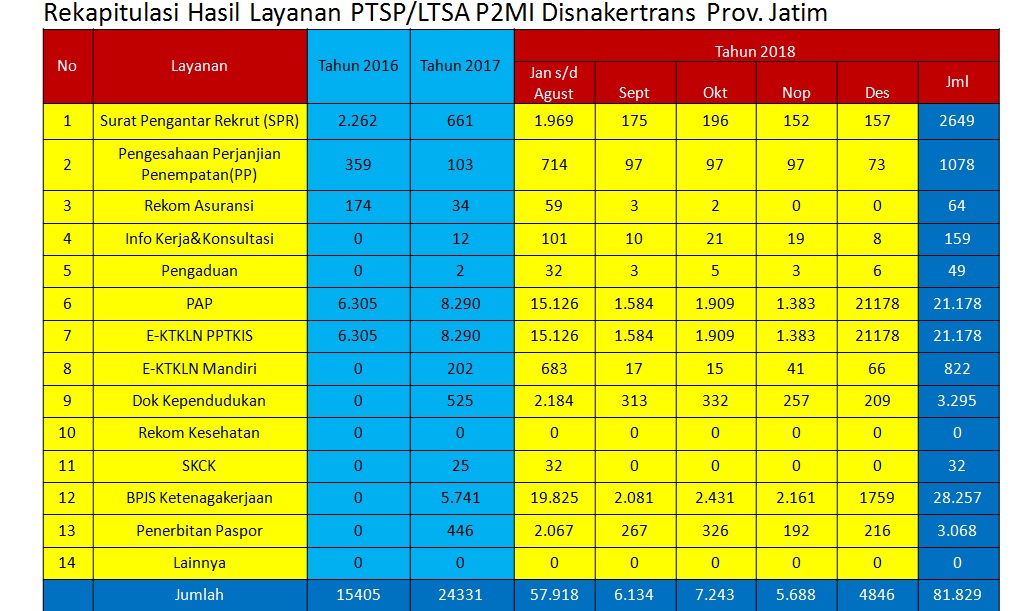 Rekapitulasi Hasil Layanan PTSP/LTSA P2MI Disnakertrans Prov. Jatim
No Layanan Tahun 2016 Tahun 2017 Tahun 2018
Jan s/d Agust Sept Okt Nop Des Jml
1 Surat Pengantar Rekrut (SPR) 2.262 661 1.969 175 196 152 157 2649
2 Pengesahaan Perjanjian Penempatan(PP) 359 103 714 97 97 97 73 1078
3 Rekom Asuransi 174 34 59 3 2 0 0 64
4 Info Kerja&Konsultasi 0 12 101 10 21 19 8 159
5 Pengaduan 0 2 32 3 5 3 6 49
6 PAP 6.305 8.290 15.126 1.584 1.909 1.383 21178 21.178
7 E-KTKLN PPTKIS 6.305 8.290 15.126 1.584 1.909 1.383 21178 21.178
8 E-KTKLN Mandiri 0 202 683 17 15 41 66 822
9 Dok Kependudukan 0 525 2.184 313 332 257 209 3.295
10 Rekom Kesehatan 0 0 0 0 0 0 0 0
11 SKCK 0 25 32 0 0 0 0 32
12 BPJS Ketenagakerjaan 0 5.741 19.825 2.081 2.431 2.161 1759 28.257
13 Penerbitan Paspor 0 446 2.067 267 326 192 216 3.068
14 Lainnya 0 0 0 0 0 0 0 0
Jumlah 15405 24331 57.918 6.134 7.243 5.688 4846 81.829